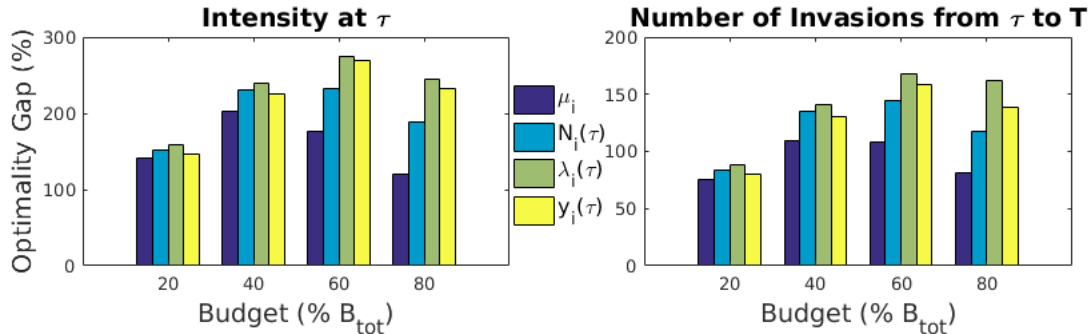 Intensity at τ
Optimality Gap (%)
300
200
100
0
20 40 60 80
Budget (% B_tot)
μ_i
N_i(τ)
λ_i(τ)
y_i(τ)
Number of Invasions from τ to T
200
150
100
50
0
20 40 60 80
Budget (% B_tot)